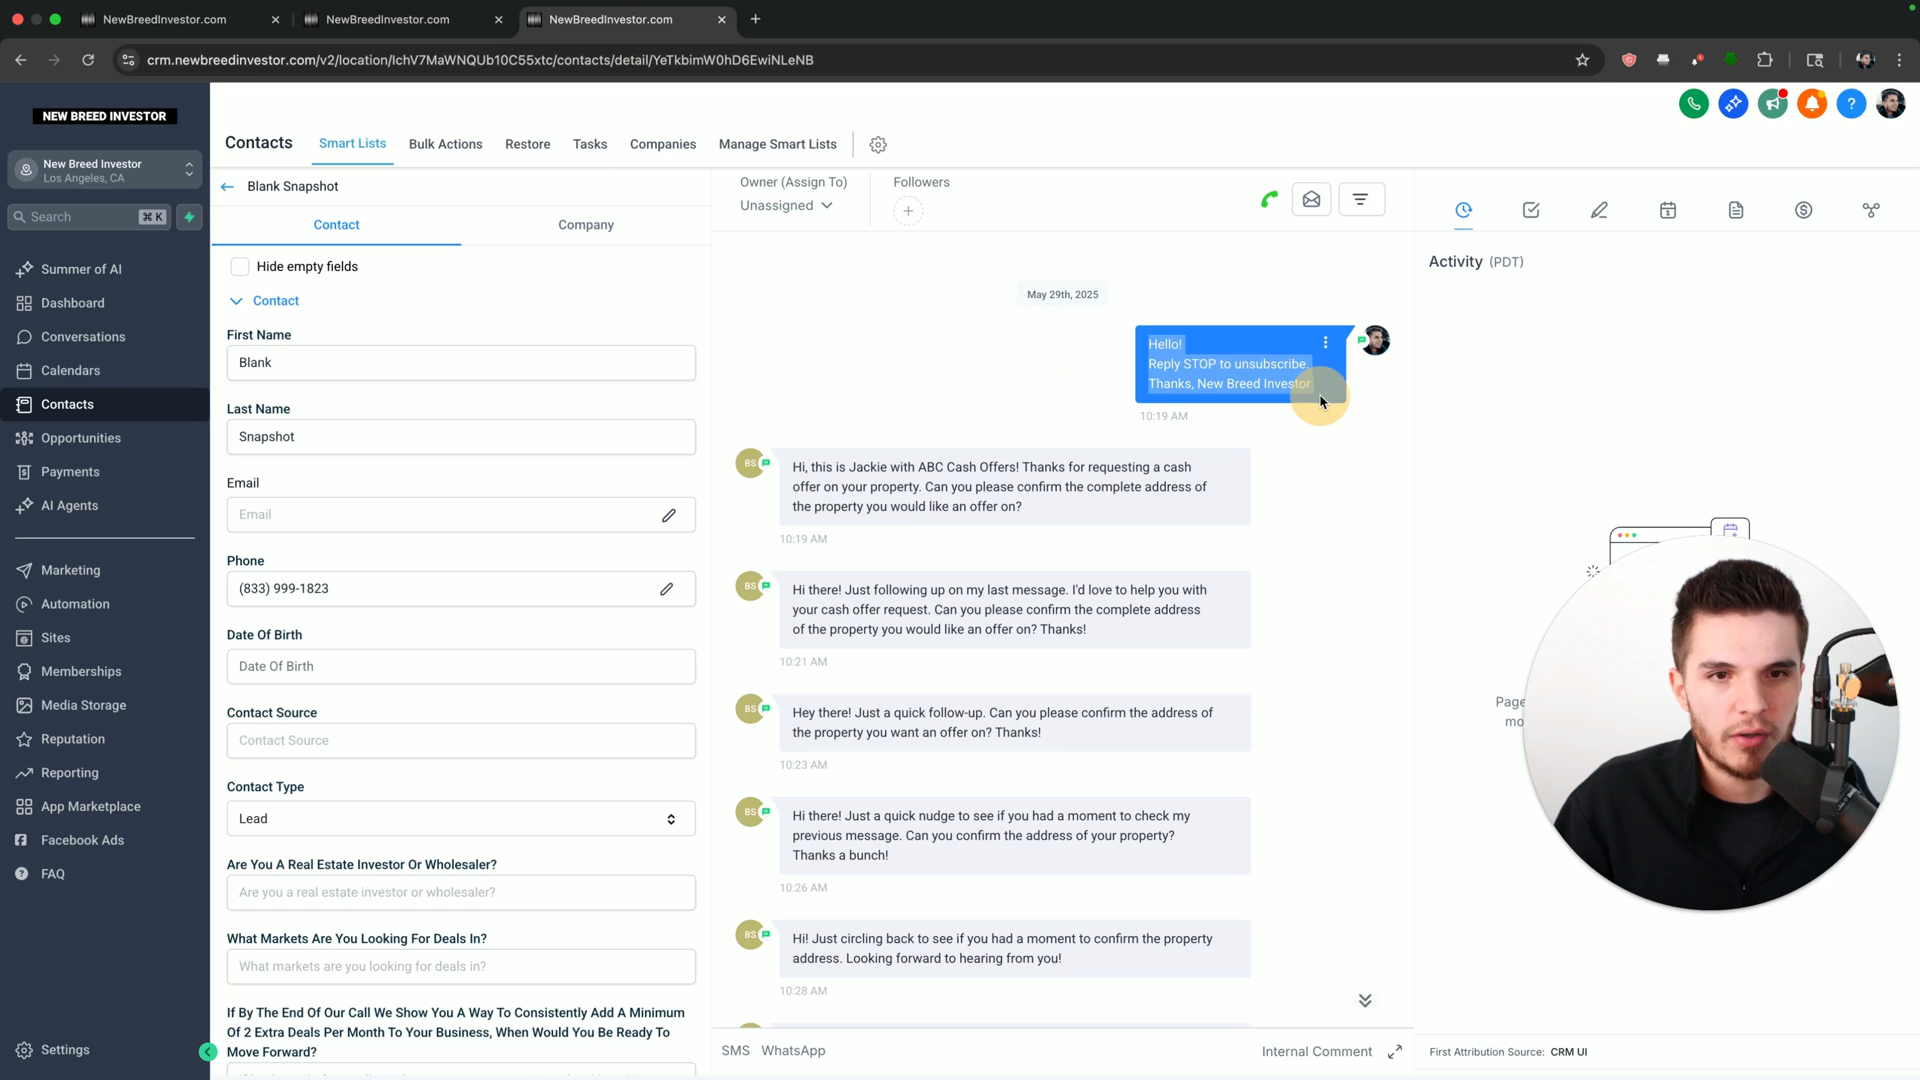 NewBreedInvestor.com
NewBreedInvestor.com
NewBreedInvestor.com
crm.newbreedinvestor.com/v2/location/lchV7MaWNQUb10C55xtc/contacts/detail/YeTkbimW0hD6EwiNLeNB
NEW BREED INVESTOR
New Breed Investor
Los Angeles, CA
Search ⌘ K
Summer of AI
Dashboard
Conversations
Calendars
Contacts
Opportunities
Payments
AI Agents
Marketing
Automation
Sites
Memberships
Media Storage
Reputation
Reporting
App Marketplace
Facebook Ads
FAQ
Settings
Contacts Smart Lists Bulk Actions Restore Tasks Companies Manage Smart Lists
Blank Snapshot
Contact Company
Hide empty fields
Contact
First Name
Blank
Last Name
Snapshot
Email
Email
Phone
(833) 999-1823
Date Of Birth
Date Of Birth
Contact Source
Contact Source
Contact Type
Lead
Are You A Real Estate Investor Or Wholesaler?
Are you a real estate investor or wholesaler?
What Markets Are You Looking For Deals In?
What markets are you looking for deals in?
If By The End Of Our Call We Show You A Way To Consistently Add A Minimum
Of 2 Extra Deals Per Month To Your Business, When Would You Be Ready To
Move Forward?
Owner (Assign To)
Unassigned
Followers
May 29th, 2025
Hello!
Reply STOP to unsubscribe.
Thanks, New Breed Investor
10:19 AM
BS
Hi, this is Jackie with ABC Cash Offers! Thanks for requesting a cash
offer on your property. Can you please confirm the complete address of
the property you would like an offer on?
10:19 AM
BS
Hi there! Just following up on my last message. I'd love to help you with
your cash offer request. Can you please confirm the complete address
of the property you would like an offer on? Thanks!
10:21 AM
BS
Hey there! Just a quick follow-up. Can you please confirm the address of
the property you want an offer on? Thanks!
10:23 AM
BS
Hi there! Just a quick nudge to see if you had a moment to check my
previous message. Can you confirm the address of your property?
Thanks a bunch!
10:26 AM
BS
Hi! Just circling back to see if you had a moment to confirm the property
address. Looking forward to hearing from you!
10:28 AM
SMS WhatsApp
Internal Comment
Activity (PDT)
Page
mo
First Attribution Source: CRM UI